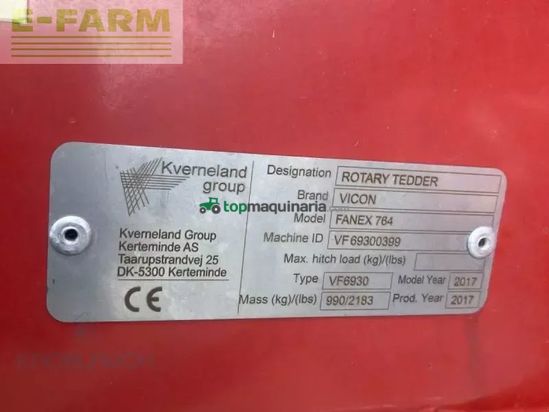 E-FARM
Kverneland
group
Kverneland Group
Kerteminde AS
Taarupstrandvej 25
DK-5300 Kerteminde
CE
topmaquinaria
Designation ROTARY TEDDER
Brand VICON
Model FANEX 764
Machine ID VF69300399
Max. hitch load (kg)/(lbs)
Type VF6930 Model Year 2017
Mass (kg)/(lbs) 990/2183 Prod. Year 2017